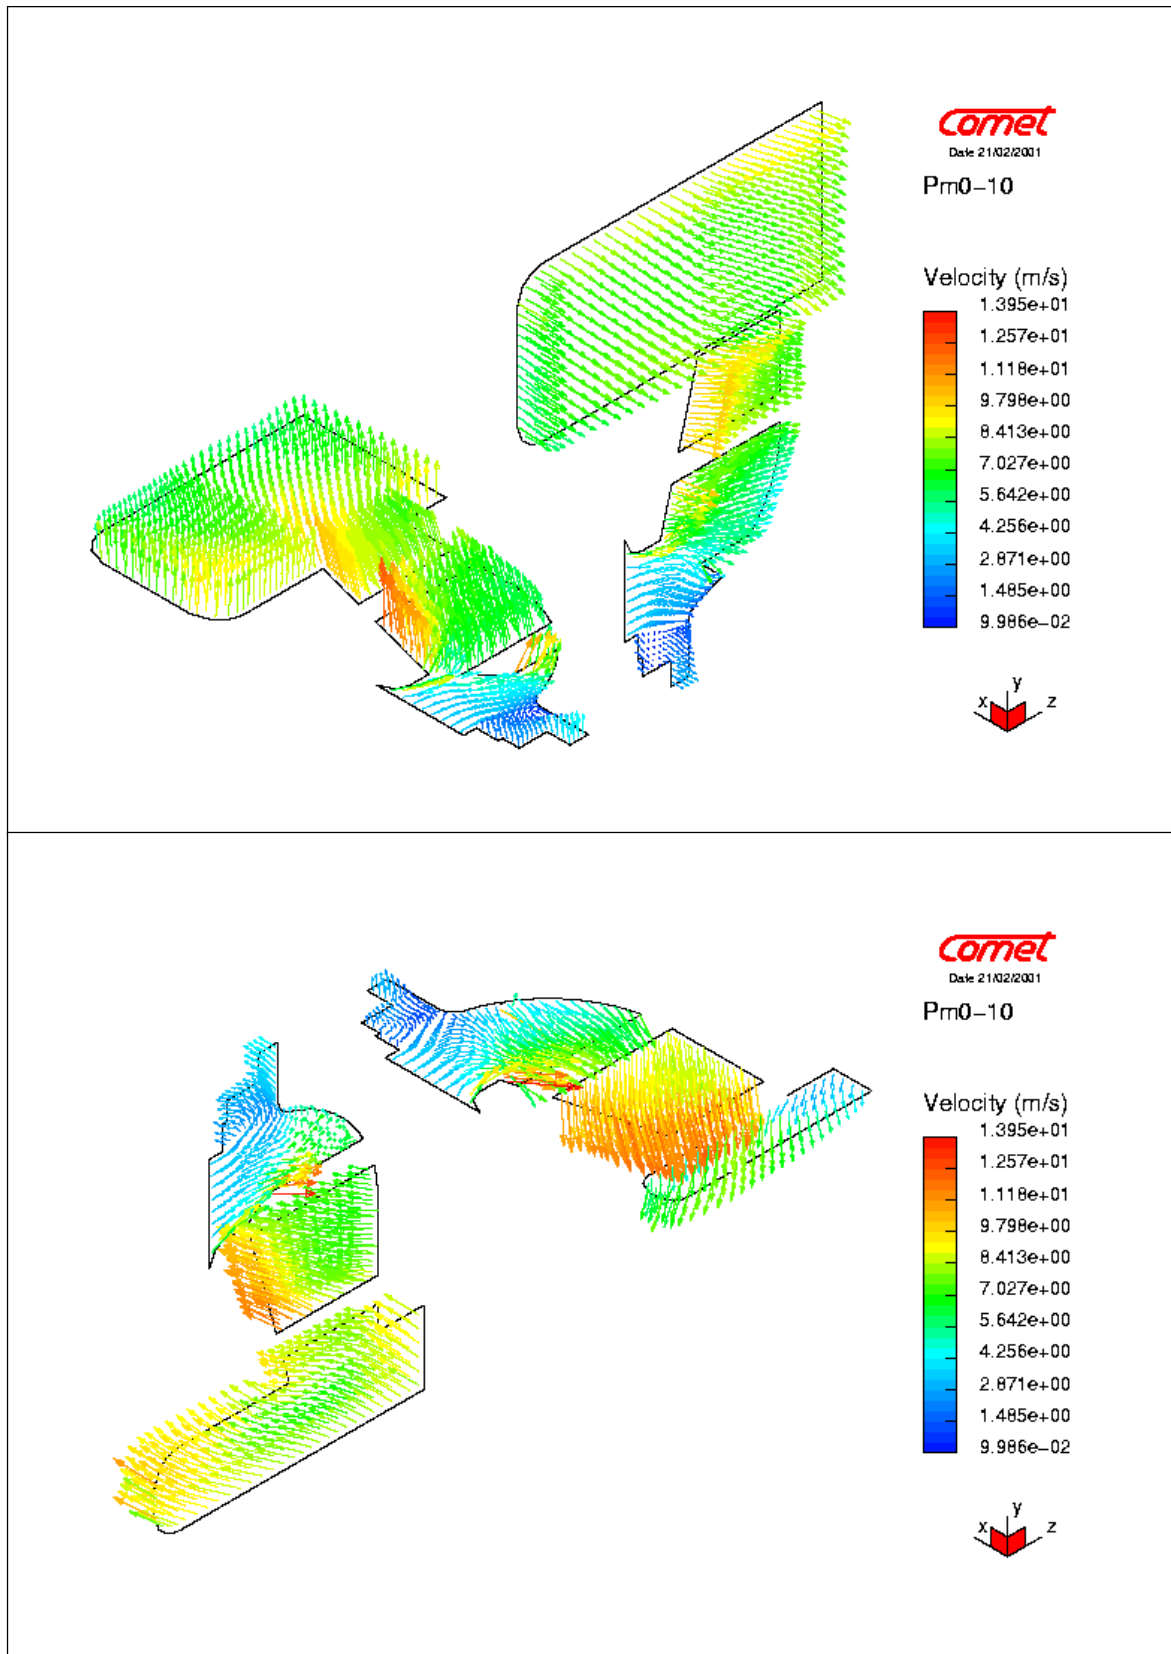 Comet
Date 21/02/2001
Pm0-10
Velocity (m/s)
1.395e+01
1.257e+01
1.118e+01
9.798e+00
8.413e+00
7.027e+00
5.642e+00
4.256e+00
2.871e+00
1.485e+00
9.986e-02
y
x z
Comet
Date 21/02/2001
Pm0-10
Velocity (m/s)
1.395e+01
1.257e+01
1.118e+01
9.798e+00
8.413e+00
7.027e+00
5.642e+00
4.256e+00
2.871e+00
1.485e+00
9.986e-02
y
x z